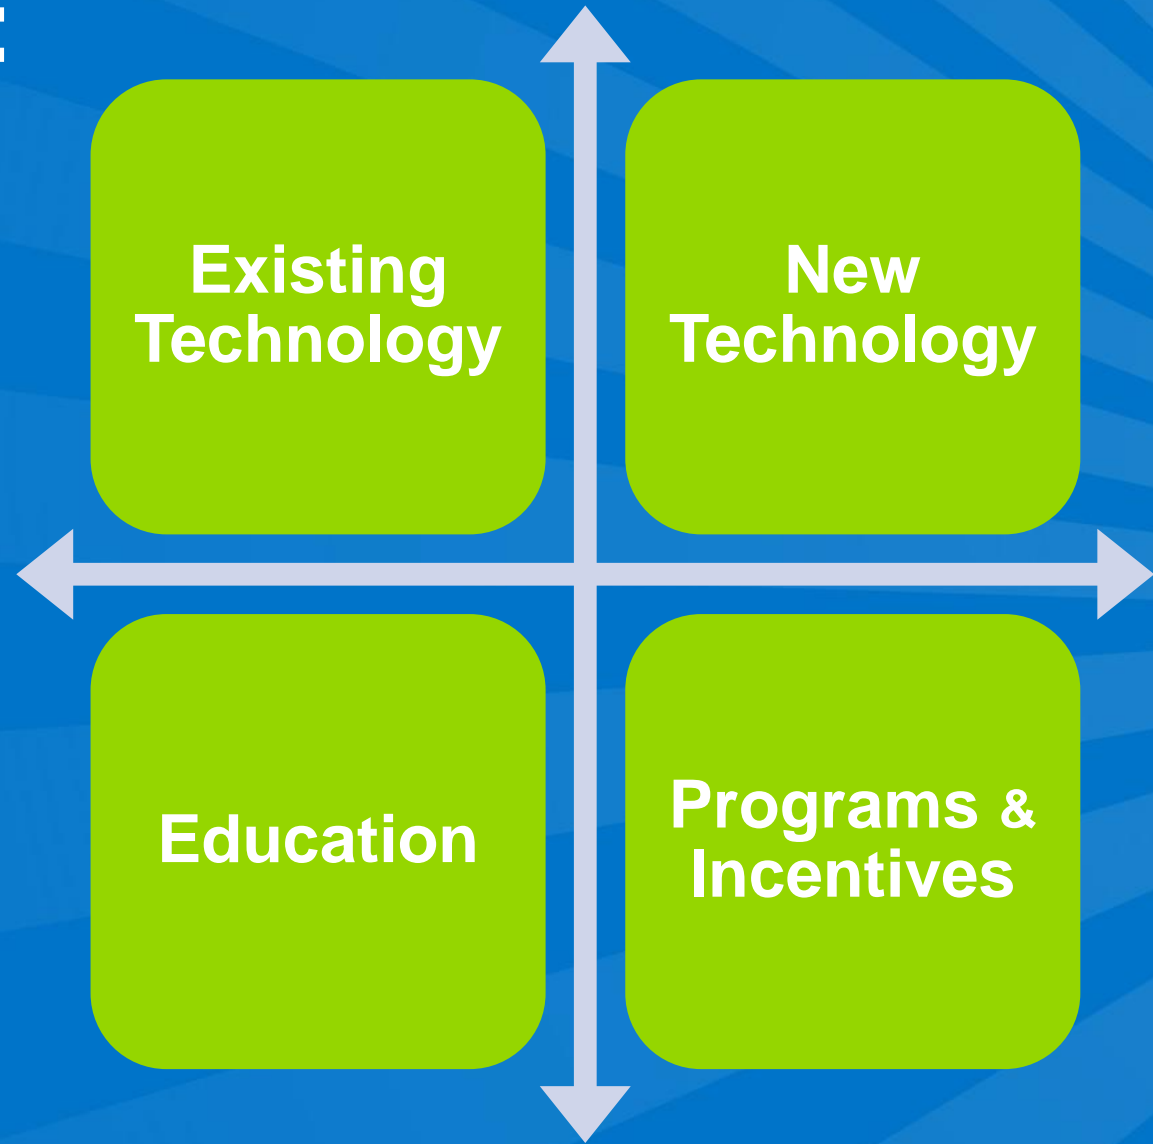 Existing
Technology
New
Technology
Education
Programs &
Incentives